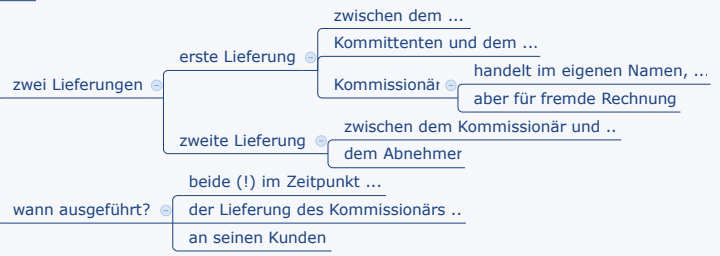 zwei Lieferungen
erste Lieferung
zwischen dem ...
Kommittenten und dem ...
Kommissionär
handelt im eigenen Namen, ...
aber für fremde Rechnung
zweite Lieferung
zwischen dem Kommissionär und ..
dem Abnehmer
wann ausgeführt?
beide (!) im Zeitpunkt ...
der Lieferung des Kommissionärs ..
an seinen Kunden